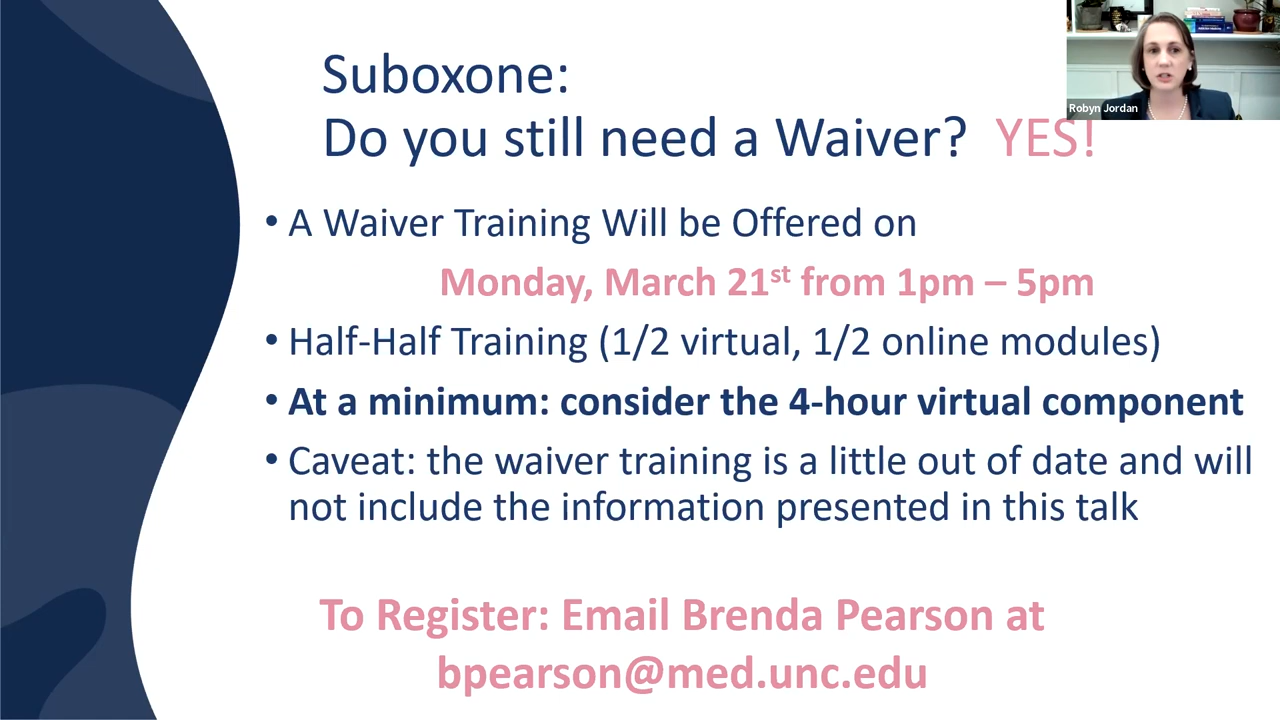 Suboxone:
Do you still need a Waiver? YES!
Robyn Jordan
• A Waiver Training Will be Offered on
Monday, March 21st from 1pm – 5pm
• Half-Half Training (1/2 virtual, 1/2 online modules)
• At a minimum: consider the 4-hour virtual component
• Caveat: the waiver training is a little out of date and will
not include the information presented in this talk
To Register: Email Brenda Pearson at
bpearson@med.unc.edu